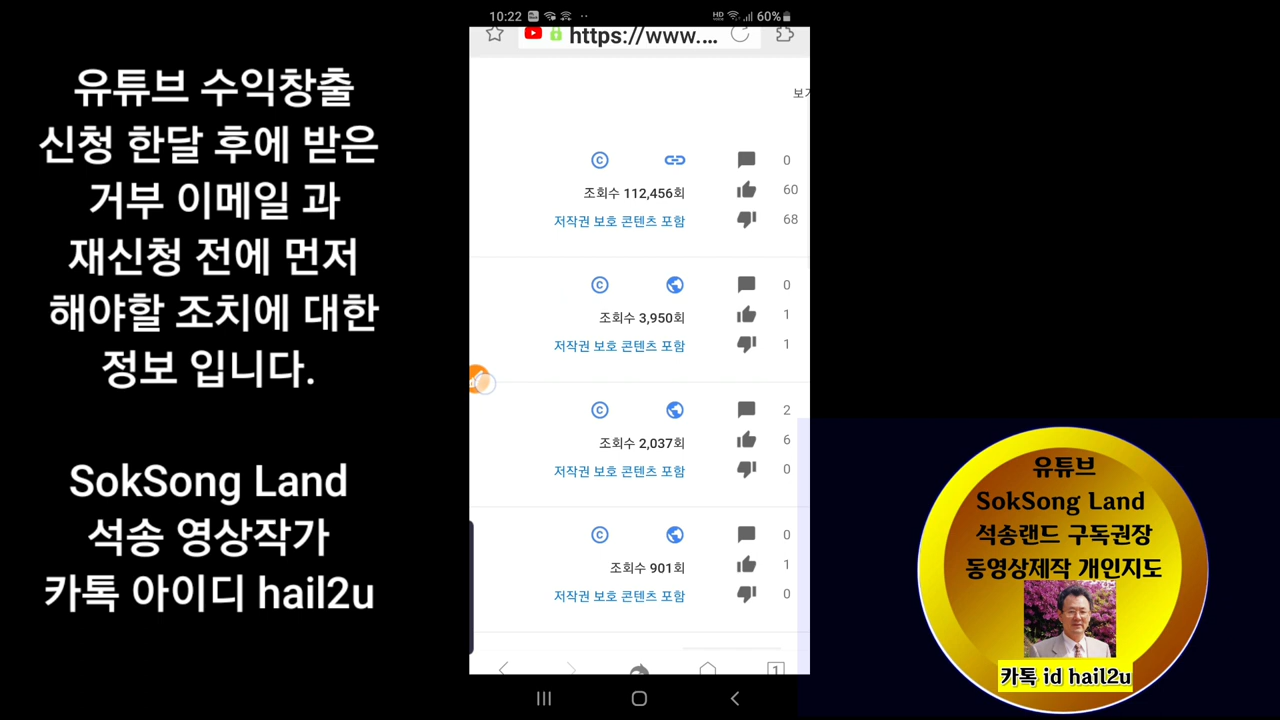 유튜브 수익창출
신청 한달 후에 받은
거부 이메일 과
재신청 전에 먼저
해야할 조치에 대한
정보 입니다.
SokSong Land
석송 영상작가
카톡 아이디 hail2u
10:22
60%
https://www....
보기
0
조회수 112,456회
60
저작권 보호 콘텐츠 포함
68
0
조회수 3,950회
1
저작권 보호 콘텐츠 포함
1
2
조회수 2,037회
6
저작권 보호 콘텐츠 포함
0
0
조회수 901회
1
저작권 보호 콘텐츠 포함
0
1
유튜브
SokSong Land
석송랜드 구독권장
동영상제작 개인지도
카톡 id hail2u